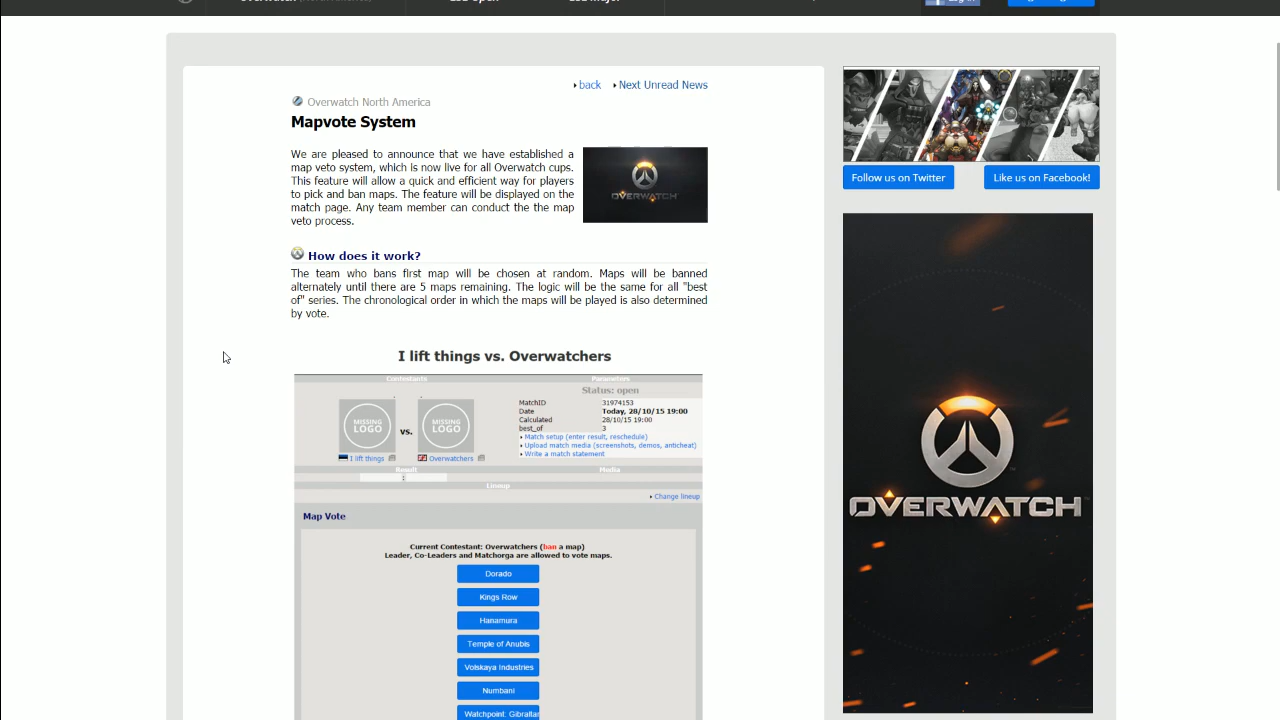 back Next Unread News
Overwatch North America
Mapvote System
We are pleased to announce that we have established a
map veto system, which is now live for all Overwatch cups.
This feature will allow a quick and efficient way for players
to pick and ban maps. The feature will be displayed on the
match page. Any team member can conduct the the map
veto process.
OVERWATCH
How does it work?
The team who bans first map will be chosen at random. Maps will be banned
alternately until there are 5 maps remaining. The logic will be the same for all "best
of" series. The chronological order in which the maps will be played is also determined
by vote.
I lift things vs. Overwatchers
Contestants Parameters
Status: open
MISSING LOGO vs. MISSING LOGO
I lift things Overwatchers
MatchID 31974153
Date Today, 28/10/15 19:00
Calculated 28/10/15 19:00
best_of 3
Match setup (enter result, reschedule)
Upload match media (screenshots, demos, anticheat)
Write a match statement
Result Media
:
Lineup
Change lineup
Map Vote
Current Contestant: Overwatchers (ban a map)
Leader, Co-Leaders and Matchorga are allowed to vote maps.
Dorado
Kings Row
Hanamura
Temple of Anubis
Volskaya Industries
Numbani
Watchpoint: Gibraltar
Follow us on Twitter Like us on Facebook!
OVERWATCH